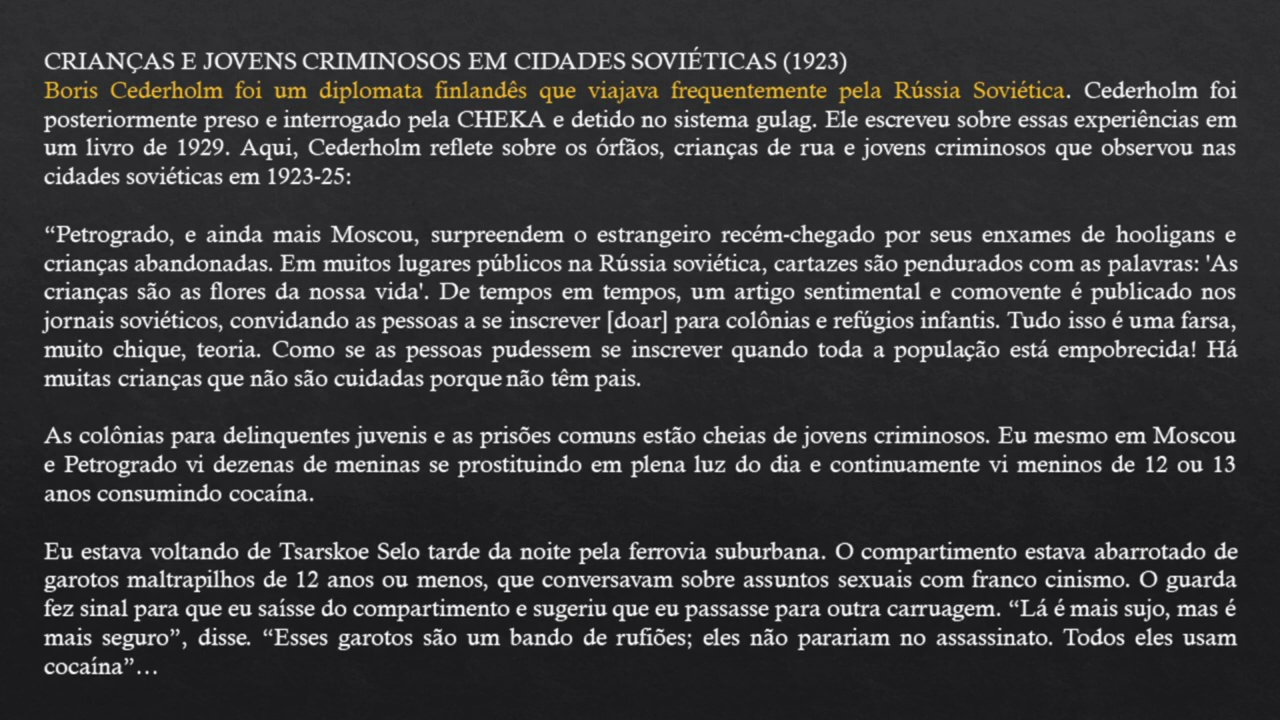 CRIANÇAS E JOVENS CRIMINOSOS EM CIDADES SOVIÉTICAS (1923)
Boris Cederholm foi um diplomata finlandês que viajava frequentemente pela Rússia Soviética. Cederholm foi
posteriormente preso e interrogado pela CHEKA e detido no sistema gulag. Ele escreveu sobre essas experiências em
um livro de 1929. Aqui, Cederholm reflete sobre os órfãos, crianças de rua e jovens criminosos que observou nas
cidades soviéticas em 1923-25:
“Petrogrado, e ainda mais Moscou, surpreendem o estrangeiro recém-chegado por seus enxames de hooligans e
crianças abandonadas. Em muitos lugares públicos na Rússia soviética, cartazes são pendurados com as palavras: 'As
crianças são as flores da nossa vida'. De tempos em tempos, um artigo sentimental e comovente é publicado nos
jornais soviéticos, convidando as pessoas a se inscrever [doar] para colônias e refúgios infantis. Tudo isso é uma farsa,
muito chique, teoria. Como se as pessoas pudessem se inscrever quando toda a população está empobrecida! Há
muitas crianças que não são cuidadas porque não têm pais.
As colônias para delinquentes juvenis e as prisões comuns estão cheias de jovens criminosos. Eu mesmo em Moscou
e Petrogrado vi dezenas de meninas se prostituindo em plena luz do dia e continuamente vi meninos de 12 ou 13
anos consumindo cocaína.
Eu estava voltando de Tsarskoe Selo tarde da noite pela ferrovia suburbana. O compartimento estava abarrotado de
garotos maltrapilhos de 12 anos ou menos, que conversavam sobre assuntos sexuais com franco cinismo. O guarda
fez sinal para que eu saísse do compartimento e sugeriu que eu passasse para outra carruagem. “Lá é mais sujo, mas é
mais seguro”, disse. “Esses garotos são um bando de rufiões; eles não parariam no assassinato. Todos eles usam
cocaína”…